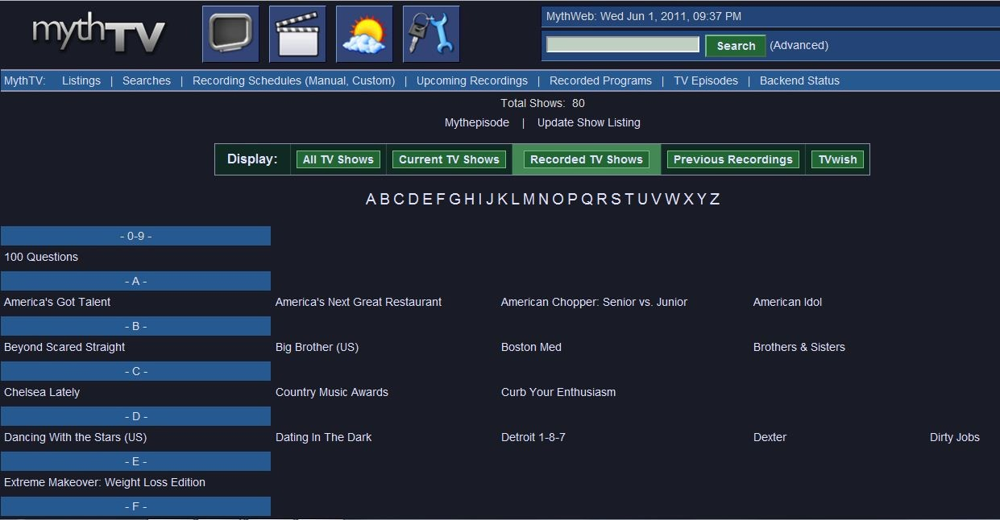 mythTV
MythWeb: Wed Jun 1, 2011, 09:37 PM
Search (Advanced)
MythTV: Listings | Searches | Recording Schedules (Manual, Custom) | Upcoming Recordings | Recorded Programs | TV Episodes | Backend Status
Total Shows: 80
Mythepisode | Update Show Listing
Display: All TV Shows Current TV Shows Recorded TV Shows Previous Recordings TVwish
A B C D E F G H I J K L M N O P Q R S T U V W X Y Z
- 0-9 -
100 Questions
- A -
America's Got Talent America's Next Great Restaurant American Chopper: Senior vs. Junior American Idol
- B -
Beyond Scared Straight Big Brother (US) Boston Med Brothers & Sisters
- C -
Chelsea Lately Country Music Awards Curb Your Enthusiasm
- D -
Dancing With the Stars (US) Dating In The Dark Detroit 1-8-7 Dexter Dirty Jobs
- E -
Extreme Makeover: Weight Loss Edition
- F -